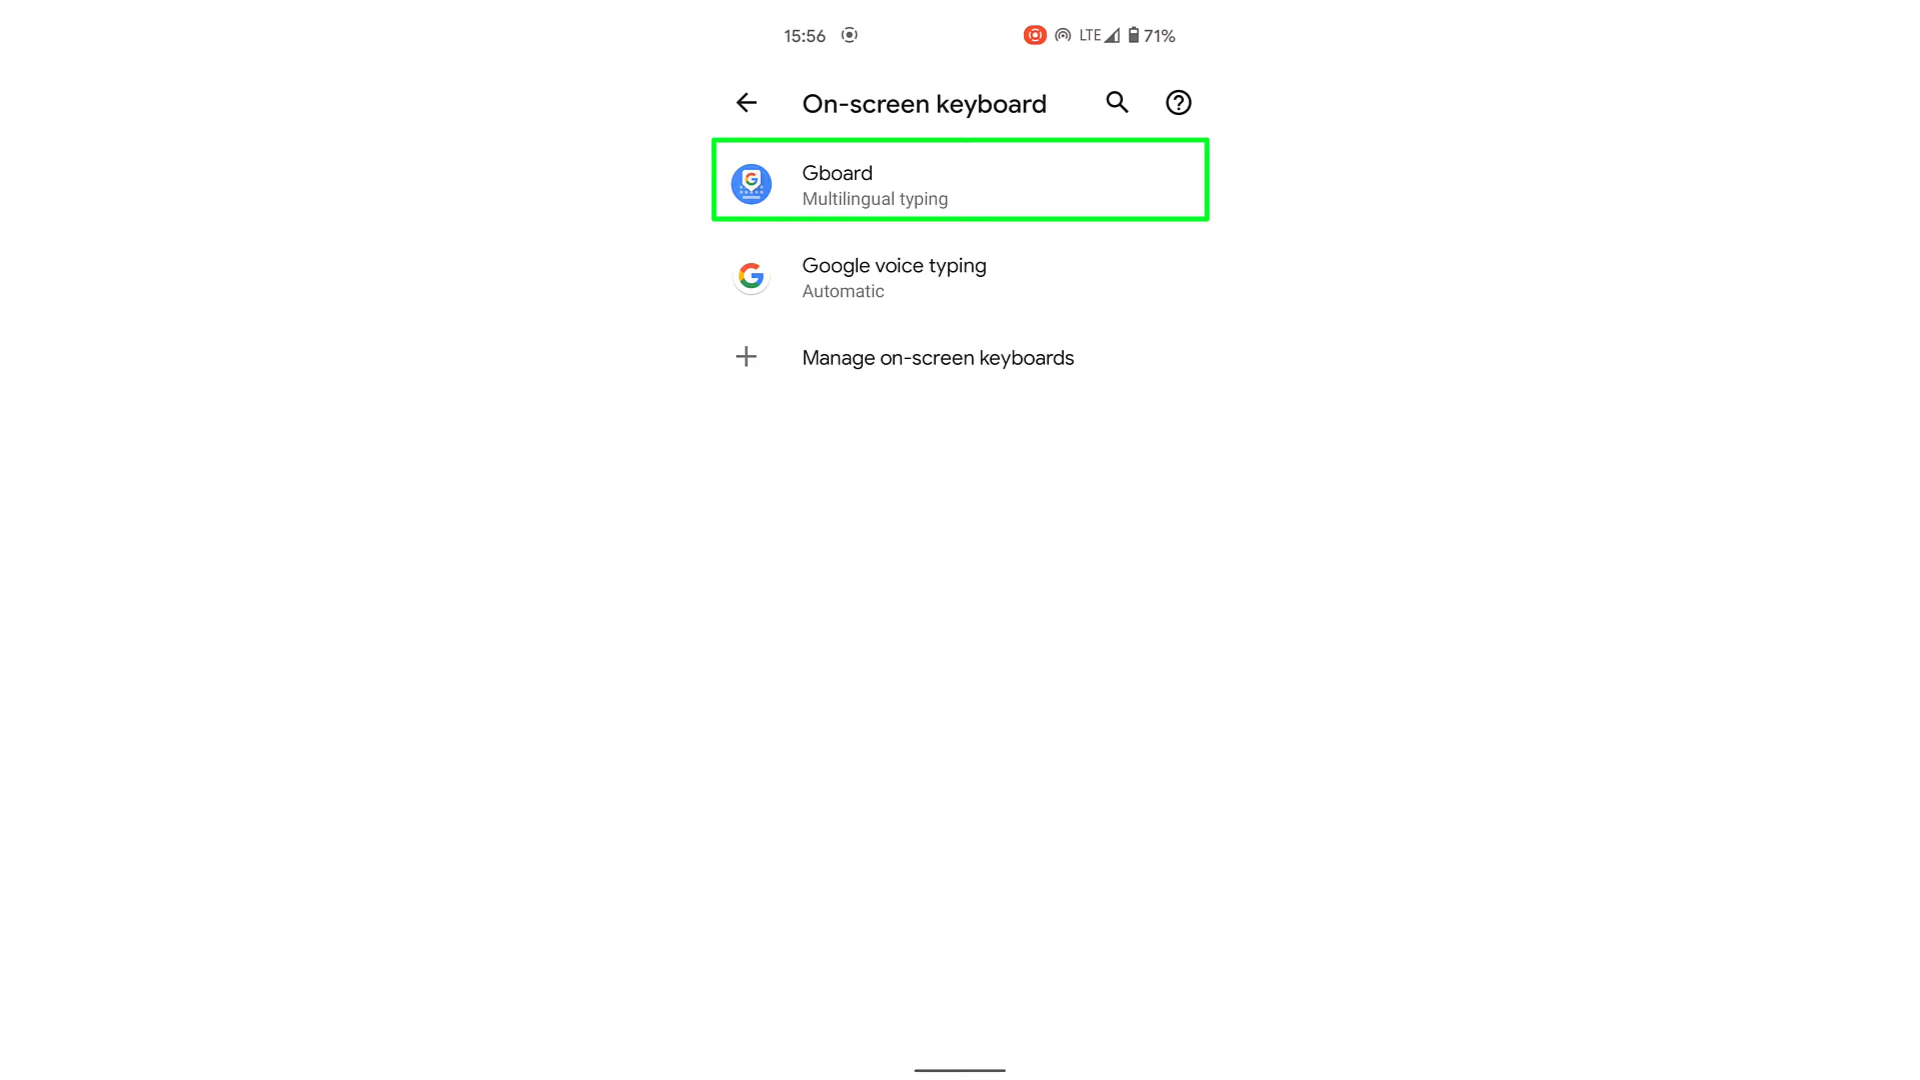 15:56 LTE 71%
On-screen keyboard
Gboard
Multilingual typing
Google voice typing
Automatic
Manage on-screen keyboards